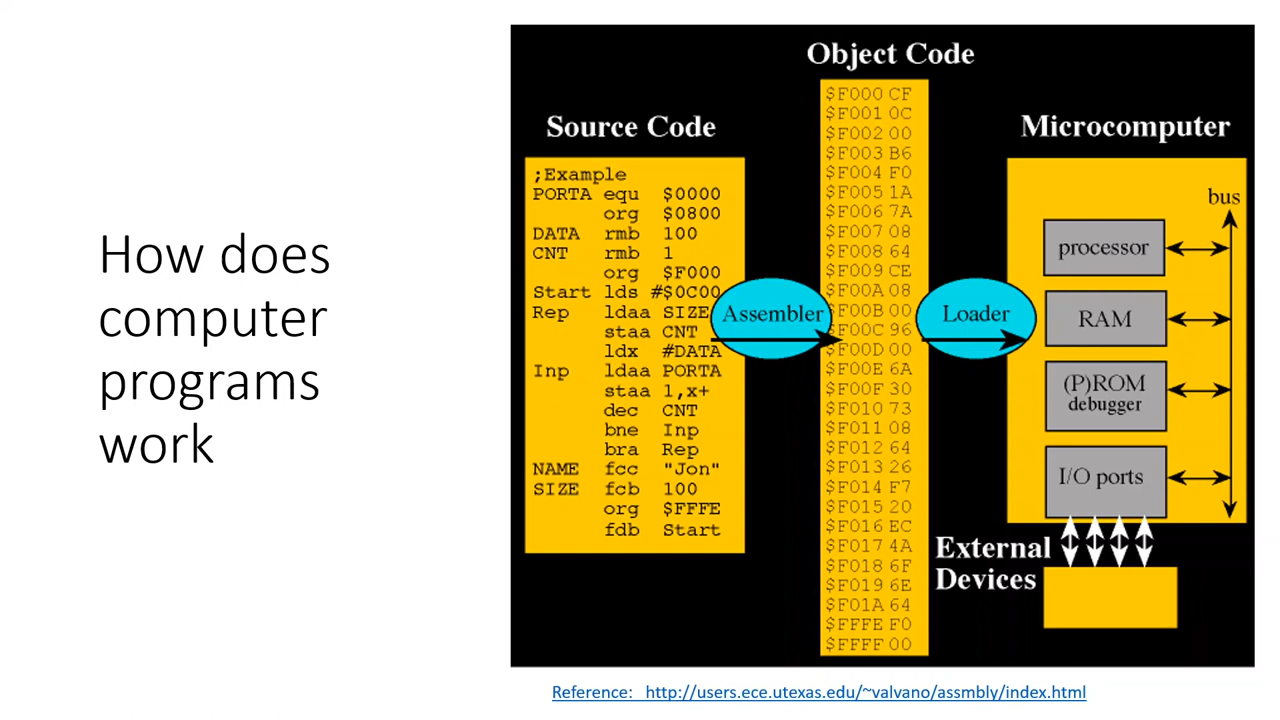 How does
computer
programs
work
Object Code
Source Code
Microcomputer
;Example
PORTA equ $0000
org $0800
DATA rmb 100
CNT rmb 1
org $F000
Start lds #$0C00
Rep ldaa SIZE
staa CNT
ldx #DATA
Inp ldaa PORTA
staa 1,x+
dec CNT
bne Inp
bra Rep
NAME fcc "Jon"
SIZE fcb 100
org $FFFE
fdb Start
Assembler
$F000 CF
$F001 0C
$F002 00
$F003 B6
$F004 F0
$F005 1A
$F006 7A
$F007 08
$F008 64
$F009 CE
$F00A 08
$F00B 00
$F00C 96
$F00D 00
$F00E 6A
$F00F 30
$F010 73
$F011 08
$F012 64
$F013 26
$F014 F7
$F015 20
$F016 EC
$F017 4A
$F018 6F
$F019 6E
$F01A 64
$FFFE F0
$FFFF 00
Loader
bus
processor
RAM
(P)ROM
debugger
I/O ports
External
Devices
Reference: http://users.ece.utexas.edu/~valvano/assmbly/index.html